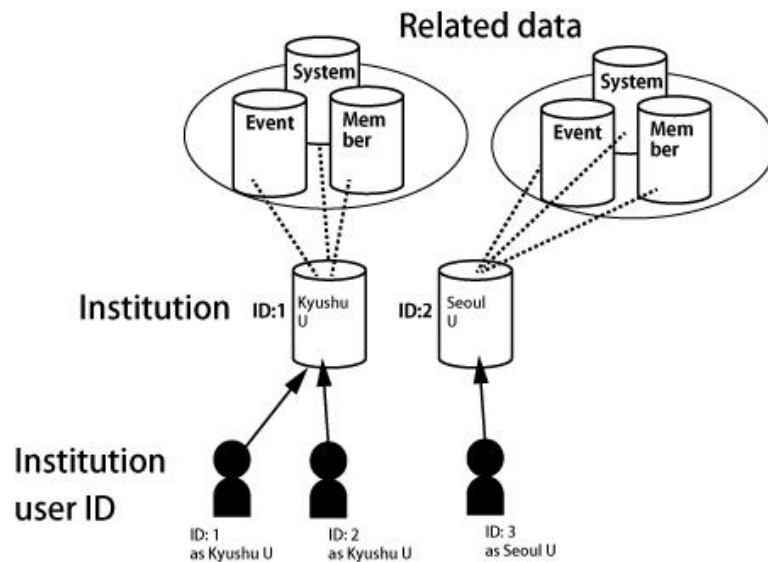 Related data
System
Event
Mem
ber
System
Event
Mem
ber
Institution
ID:1
Kyushu
U
ID:2
Seoul
U
Institution
user ID
ID: 1
as Kyushu U
ID: 2
as Kyushu U
ID: 3
as Seoul U